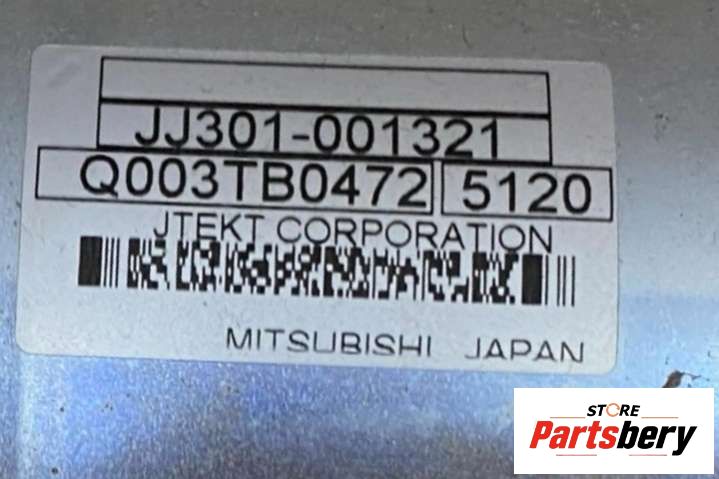 JJ301-001321
Q003TB0472 5120
JTEKT CORPORATION
MITSUBISHI JAPAN
STORE
Partsbery